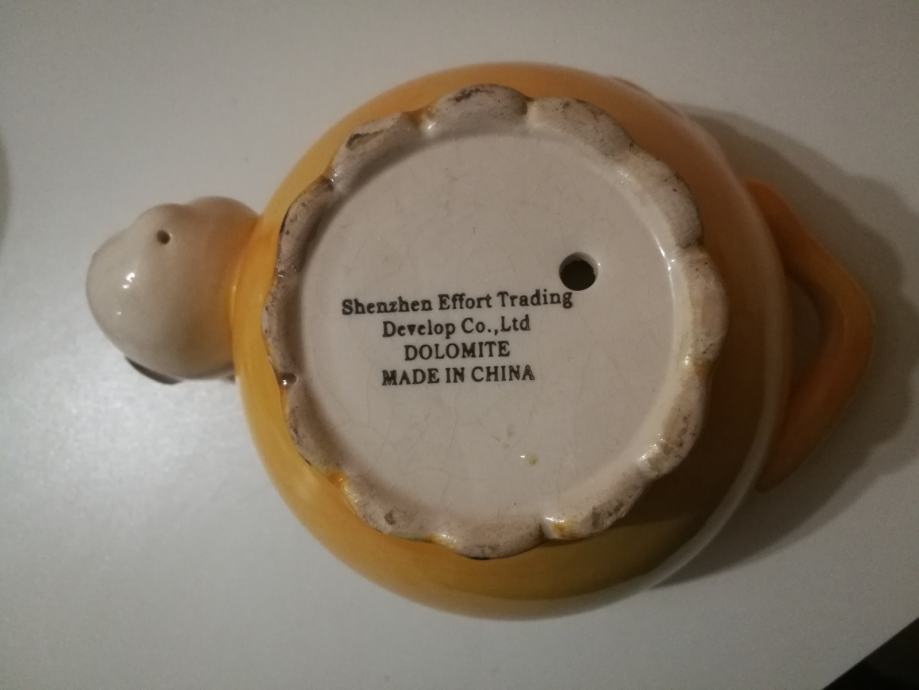 Shenzhen Effort Trading
Develop Co.,Ltd
DOLOMITE
MADE IN CHINA